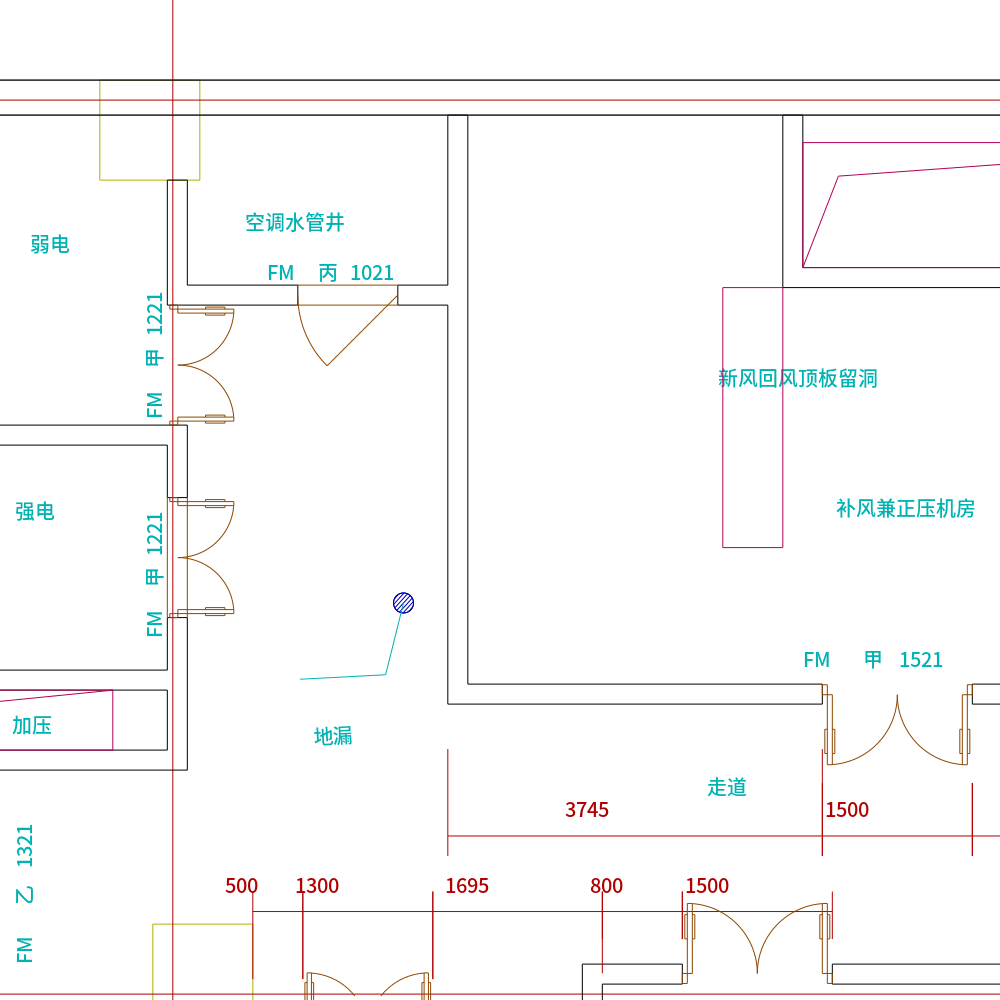 空调水管井
弱电
FM 丙 1021
FM 甲 1221
新风回风顶板留洞
强电
补风兼正压机房
FM 甲 1221
FM 甲 1521
加压
地漏
走道
3745
1500
FM 乙 1321
500
1300
1695
800
1500